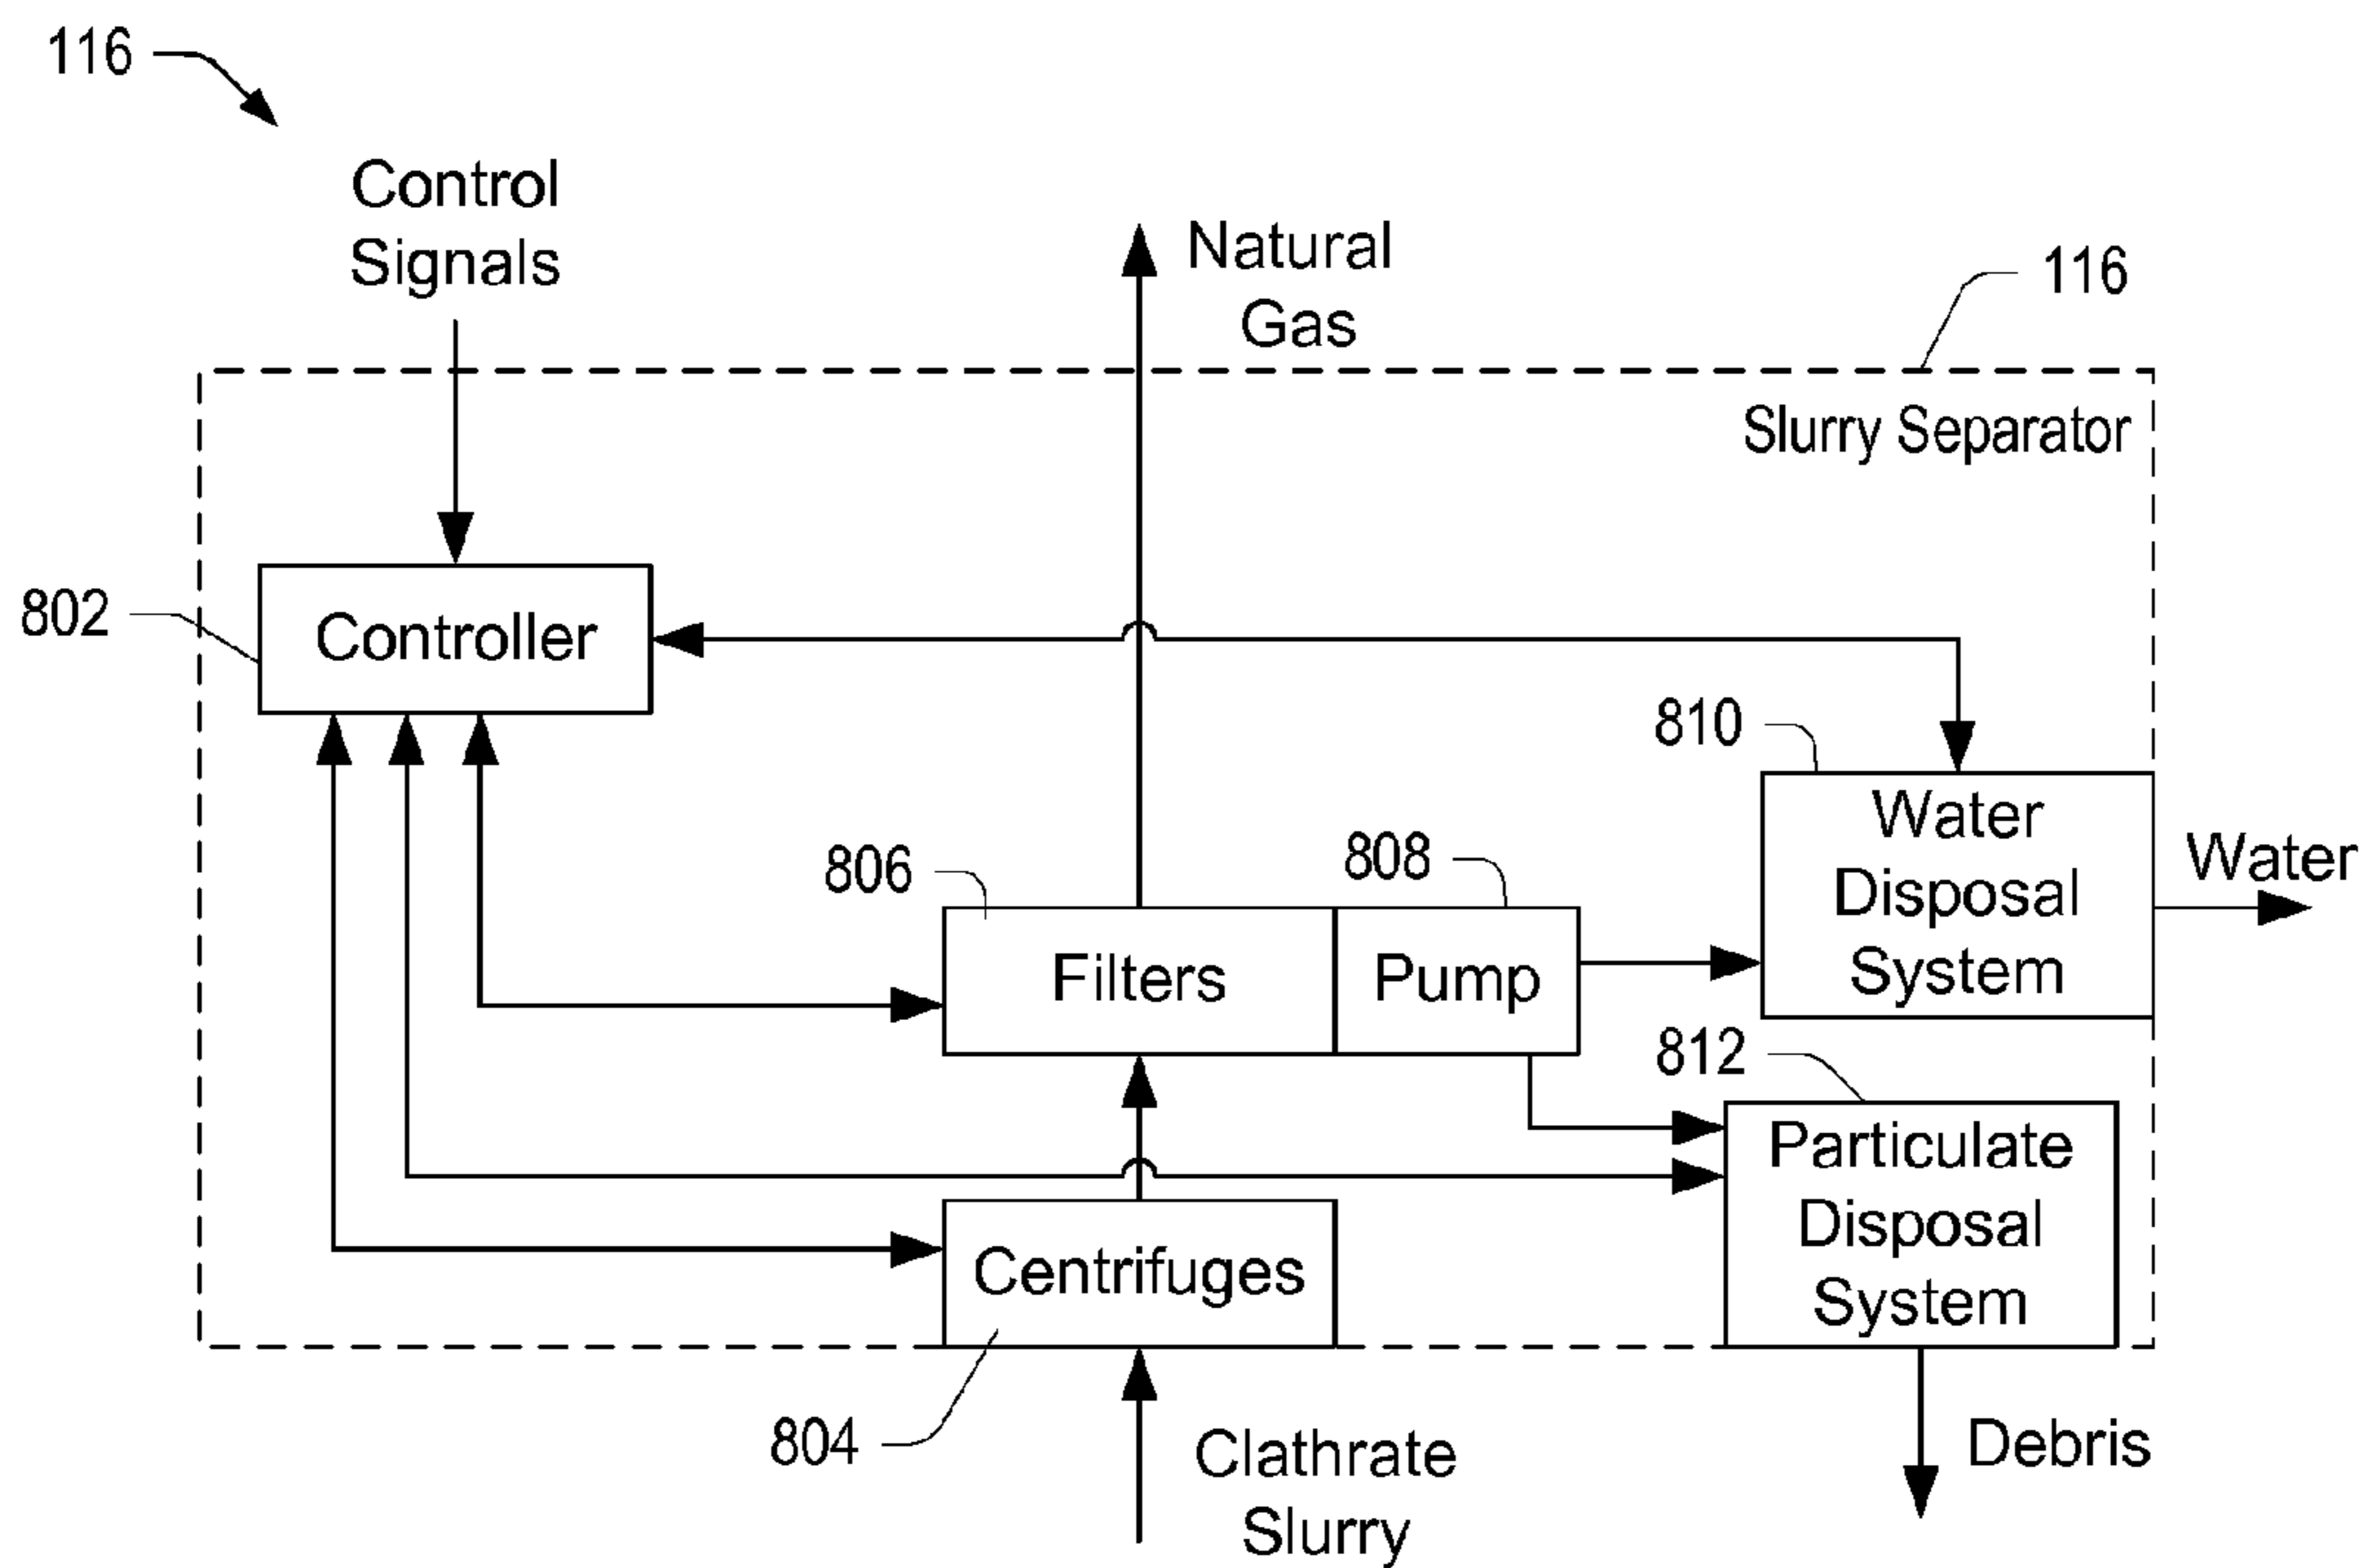 116
Control
Signals
Natural
Gas
116
Slurry Separator
802
Controller
810
Water
Disposal
System
Water
806
808
Filters
Pump
812
Particulate
Disposal
System
Centrifuges
804
Clathrate
Slurry
Debris